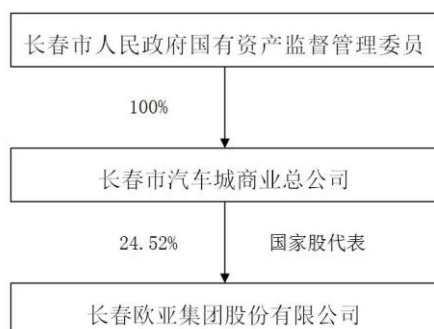 长春市人民政府国有资产监督管理委员
100%
长春市汽车城商业总公司
24.52% 国家股代表
长春欧亚集团股份有限公司